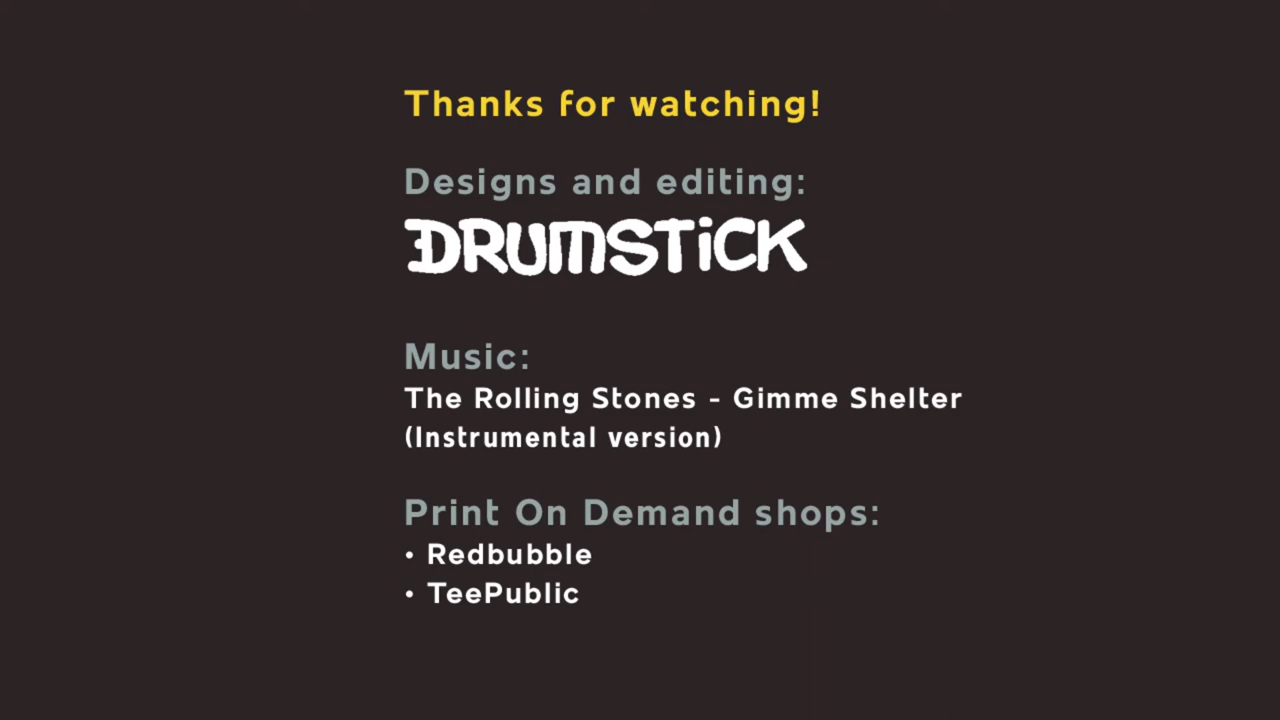 Thanks for watching!
Designs and editing:
DRUMSTiCK
Music:
The Rolling Stones - Gimme Shelter
(Instrumental version)
Print On Demand shops:
• Redbubble
• TeePublic